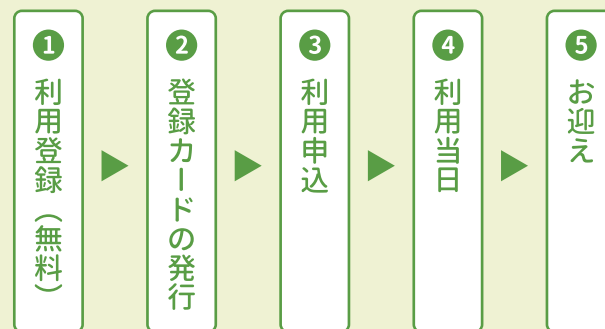 1 利用登録（無料）
2 登録カードの発行
3 利用申込
4 利用当日
5 お迎え